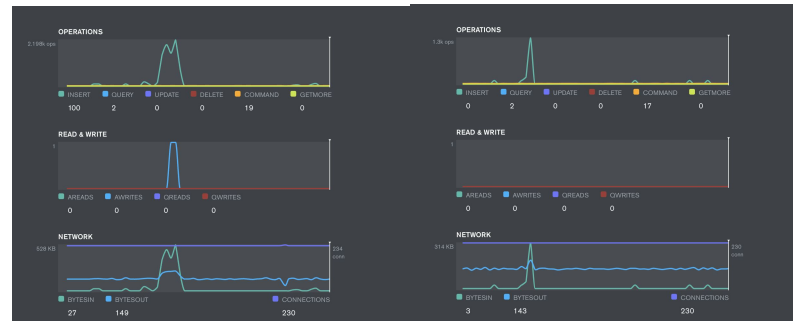 OPERATIONS
2.198k ops
INSERT QUERY UPDATE DELETE COMMAND GETMORE
100 2 0 0 19 0
READ & WRITE
1
AREADS AWRITES QREADS QWRITES
0 0 0 0
NETWORK
528 KB
234
conn
BYTESIN BYTESOUT CONNECTIONS
27 149 230
OPERATIONS
1.3k ops
INSERT QUERY UPDATE DELETE COMMAND GETMORE
0 2 0 0 17 0
READ & WRITE
1
AREADS AWRITES QREADS QWRITES
0 0 0 0
NETWORK
314 KB
230
conn
BYTESIN BYTESOUT CONNECTIONS
3 143 230